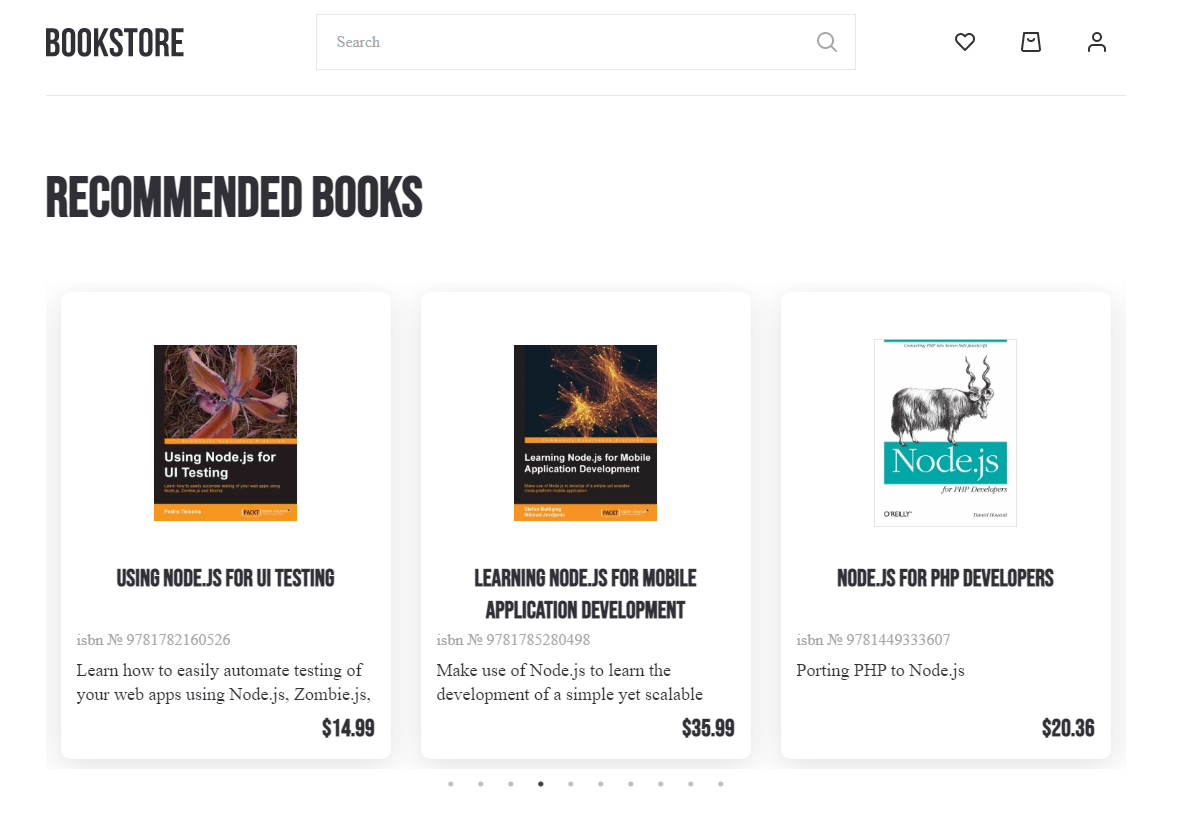 BOOKSTORE
Search
RECOMMENDED BOOKS
Using Node.js for
UI Testing
Learn how to easily automate testing of your web apps using
Node.js, Zombie.js and Mocha
Pedro Teixeira
PACKT
Learning Node.js for Mobile
Application Development
Make use of Node.js to develop of a simple yet scalable
cross-platform mobile application
Stefan Buttigieg
Milorad Jevdjenic
PACKT
Node.js
for PHP Developers
O'REILLY
Daniel Howard
USING NODE.JS FOR UI TESTING
isbn № 9781782160526
Learn how to easily automate testing of
your web apps using Node.js, Zombie.js,
$14.99
LEARNING NODE.JS FOR MOBILE
APPLICATION DEVELOPMENT
isbn № 9781785280498
Make use of Node.js to learn the
development of a simple yet scalable
$35.99
NODE.JS FOR PHP DEVELOPERS
isbn № 9781449333607
Porting PHP to Node.js
$20.36